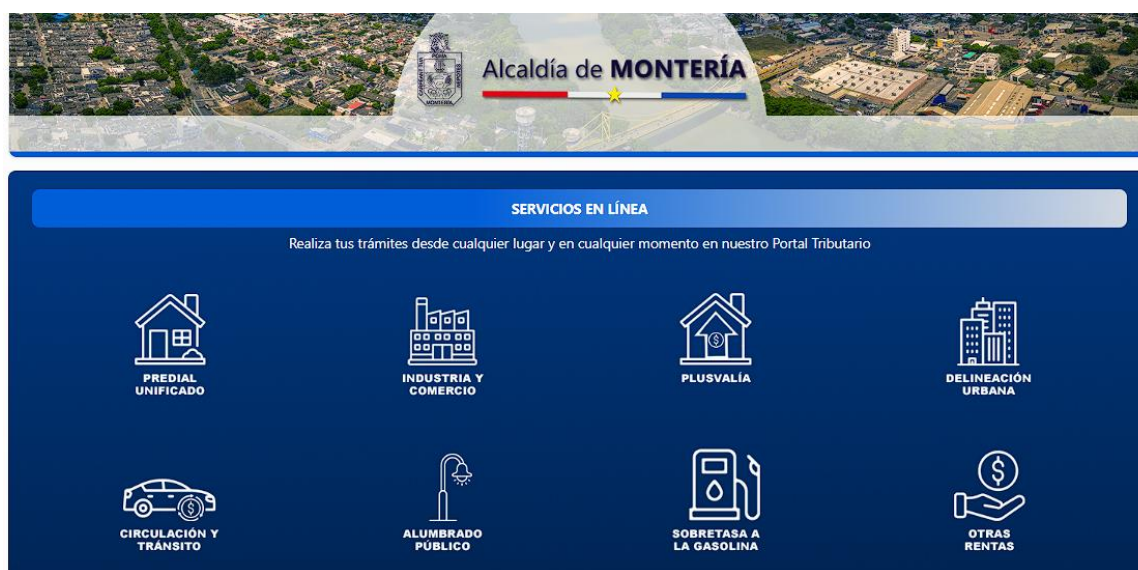 Alcaldía de MONTERÍA
MONTERÍA
SERVICIOS EN LÍNEA
Realiza tus trámites desde cualquier lugar y en cualquier momento en nuestro Portal Tributario
PREDIAL
UNIFICADO
INDUSTRIA Y
COMERCIO
PLUSVALÍA
DELINEACIÓN
URBANA
CIRCULACIÓN Y
TRÁNSITO
ALUMBRADO
PÚBLICO
SOBRETASA A
LA GASOLINA
OTRAS
RENTAS